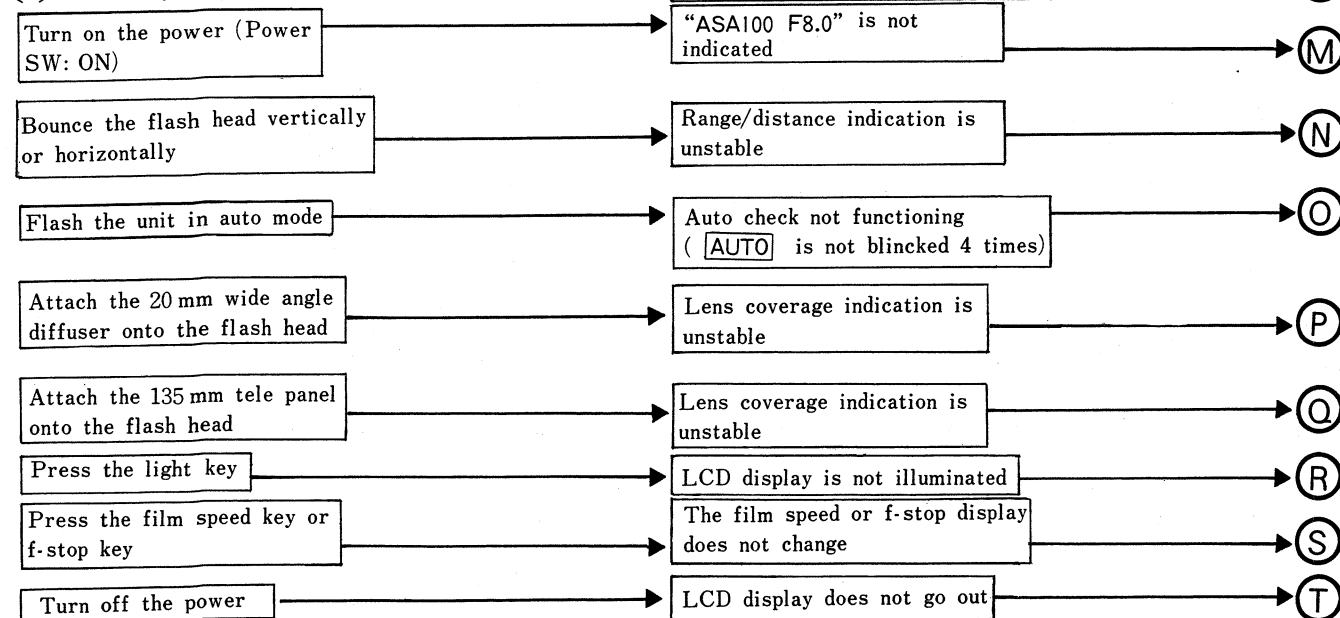 Turn on the power (Power
SW: ON)
"ASA100 F8.0" is not
indicated
M
Bounce the flash head vertically
or horizontally
Range/distance indication is
unstable
N
Flash the unit in auto mode
Auto check not functioning
( AUTO is not blincked 4 times)
O
Attach the 20 mm wide angle
diffuser onto the flash head
Lens coverage indication is
unstable
P
Attach the 135 mm tele panel
onto the flash head
Lens coverage indication is
unstable
Q
Press the light key
LCD display is not illuminated
R
Press the film speed key or
f-stop key
The film speed or f-stop display
does not change
S
Turn off the power
LCD display does not go out
T